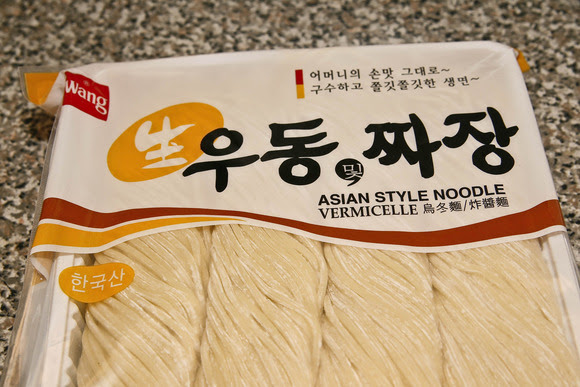 Wang
어머니의 손맛 그대로~
구수하고 쫄깃쫄깃한 생면~
生우동 및 짜장
ASIAN STYLE NOODLE
VERMICELLE 烏冬麵/炸醬麵
한국산